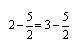 2 − 5/2 = 3 − 5/2